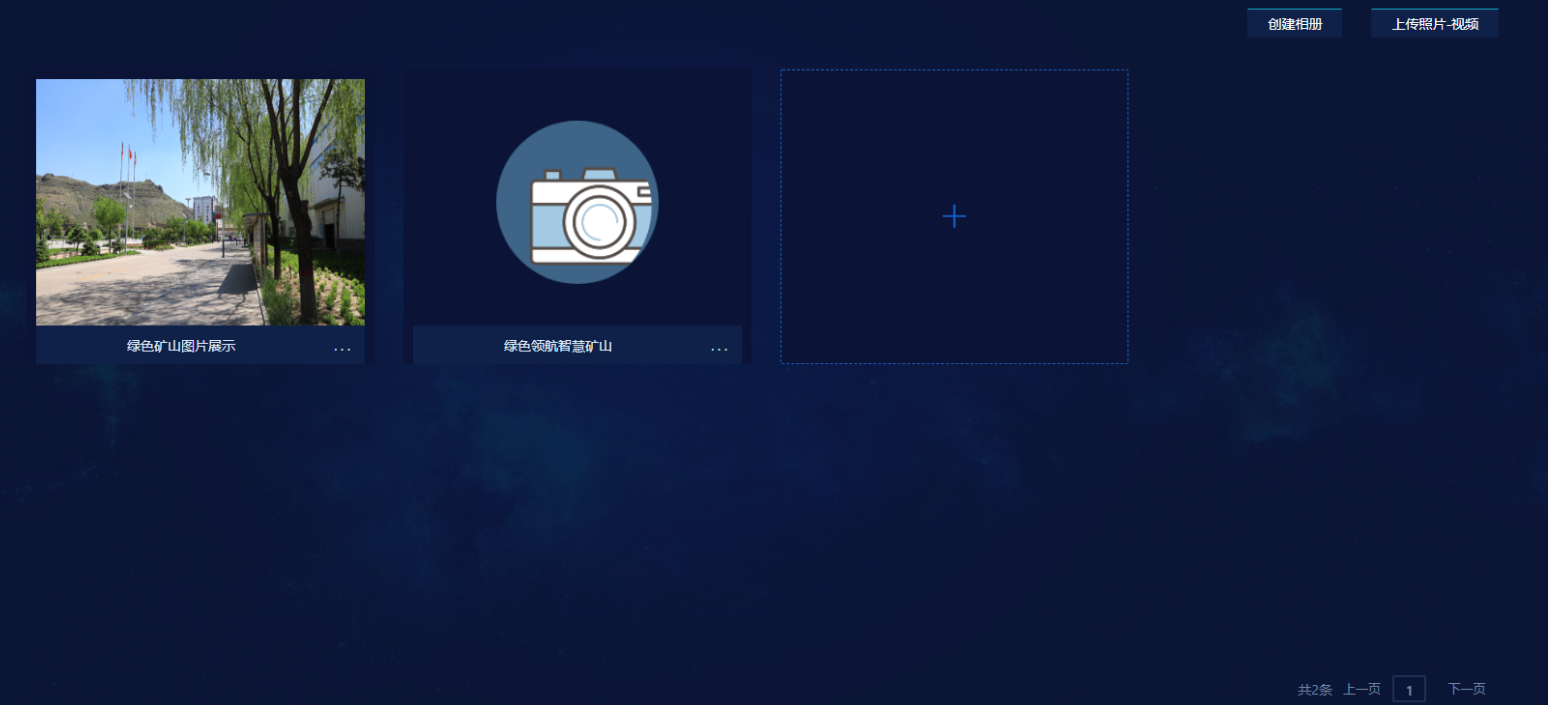 创建相册
上传照片-视频
绿色矿山图片展示
...
绿色领航智慧矿山
...
共2条 上一页 1 下一页